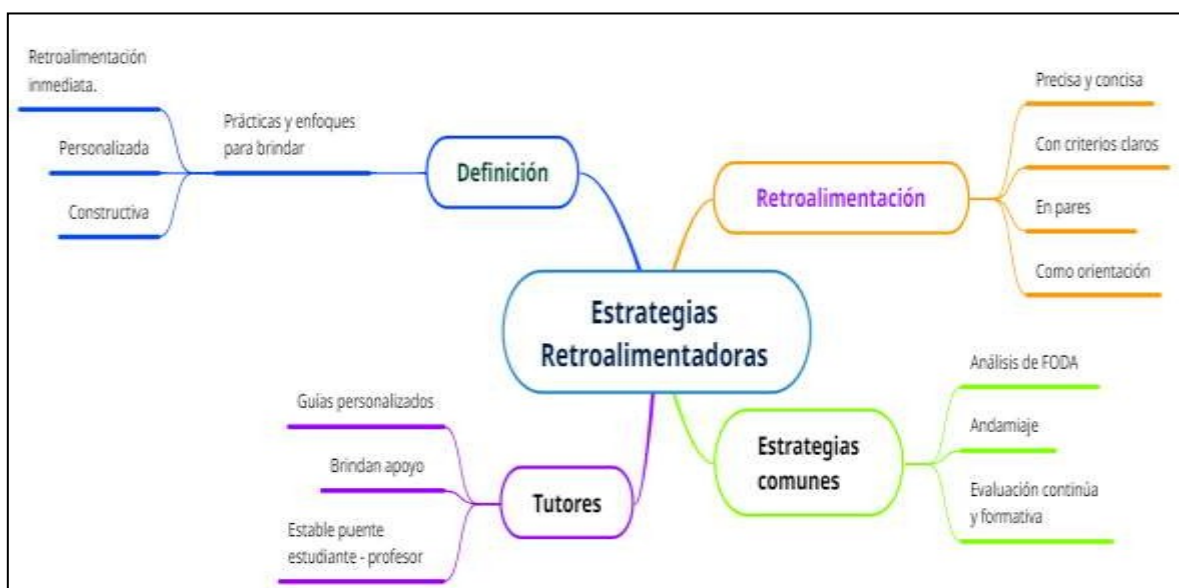 Retroalimentación
inmediata.
Personalizada
Constructiva
Prácticas y enfoques
para brindar
Definición
Retroalimentación
Precisa y concisa
Con criterios claros
En pares
Como orientación
Estrategias
Retroalimentadoras
Guías personalizados
Brindan apoyo
Estable puente
estudiante - profesor
Tutores
Estrategias
comunes
Análisis de FODA
Andamiaje
Evaluación continúa
y formativa